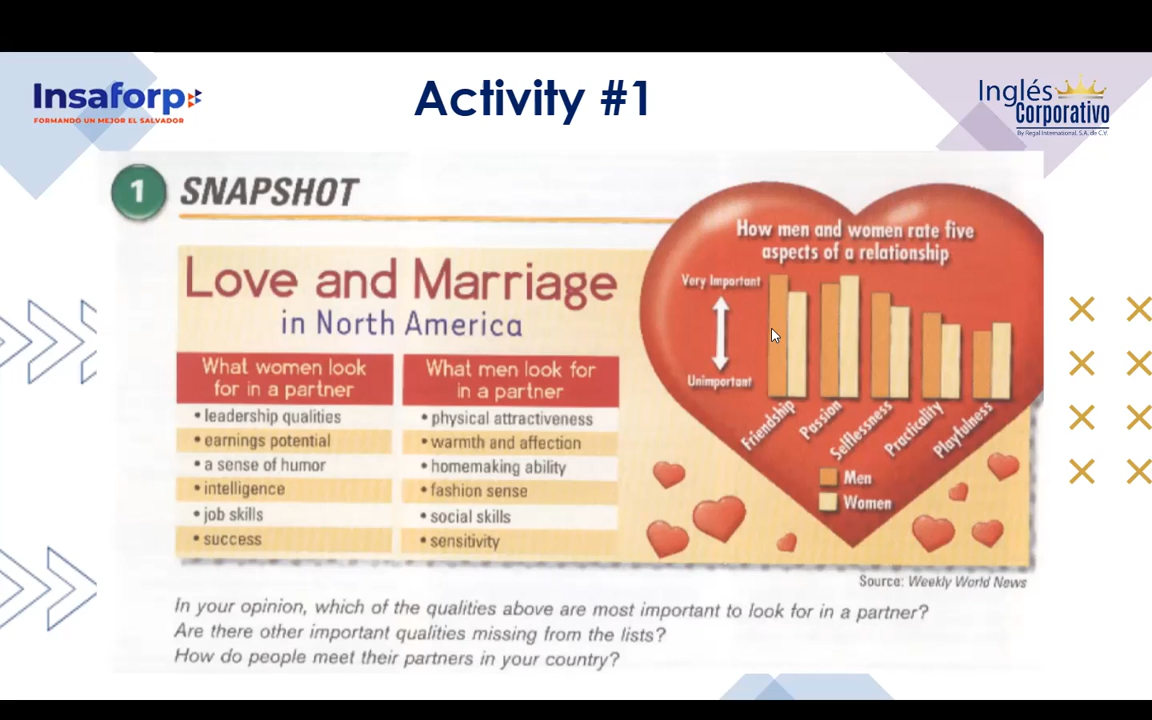 Insaforp
FORMANDO UN MEJOR EL SALVADOR
Activity #1
Inglés
Corporativo
By Regal International, S.A. de C.V.
1 SNAPSHOT
Love and Marriage
in North America
What women look
for in a partner
• leadership qualities
• earnings potential
• a sense of humor
• intelligence
• job skills
• success
What men look for
in a partner
• physical attractiveness
• warmth and affection
• homemaking ability
• fashion sense
• social skills
• sensitivity
How men and women rate five
aspects of a relationship
Very Important
Unimportant
Friendship
Passion
Selflessness
Practicality
Playfulness
Men
Women
Source: Weekly World News
In your opinion, which of the qualities above are most important to look for in a partner?
Are there other important qualities missing from the lists?
How do people meet their partners in your country?